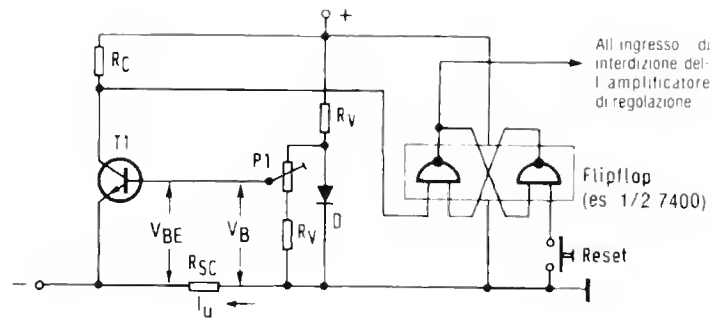 +
All ingresso di
interdizione del-
l amplificatore
di regolazione
RC
RV
T1
P1
D
Flipflop
(es 1/2 7400)
VBE
VB
RV
Reset
RSC
−
Iu